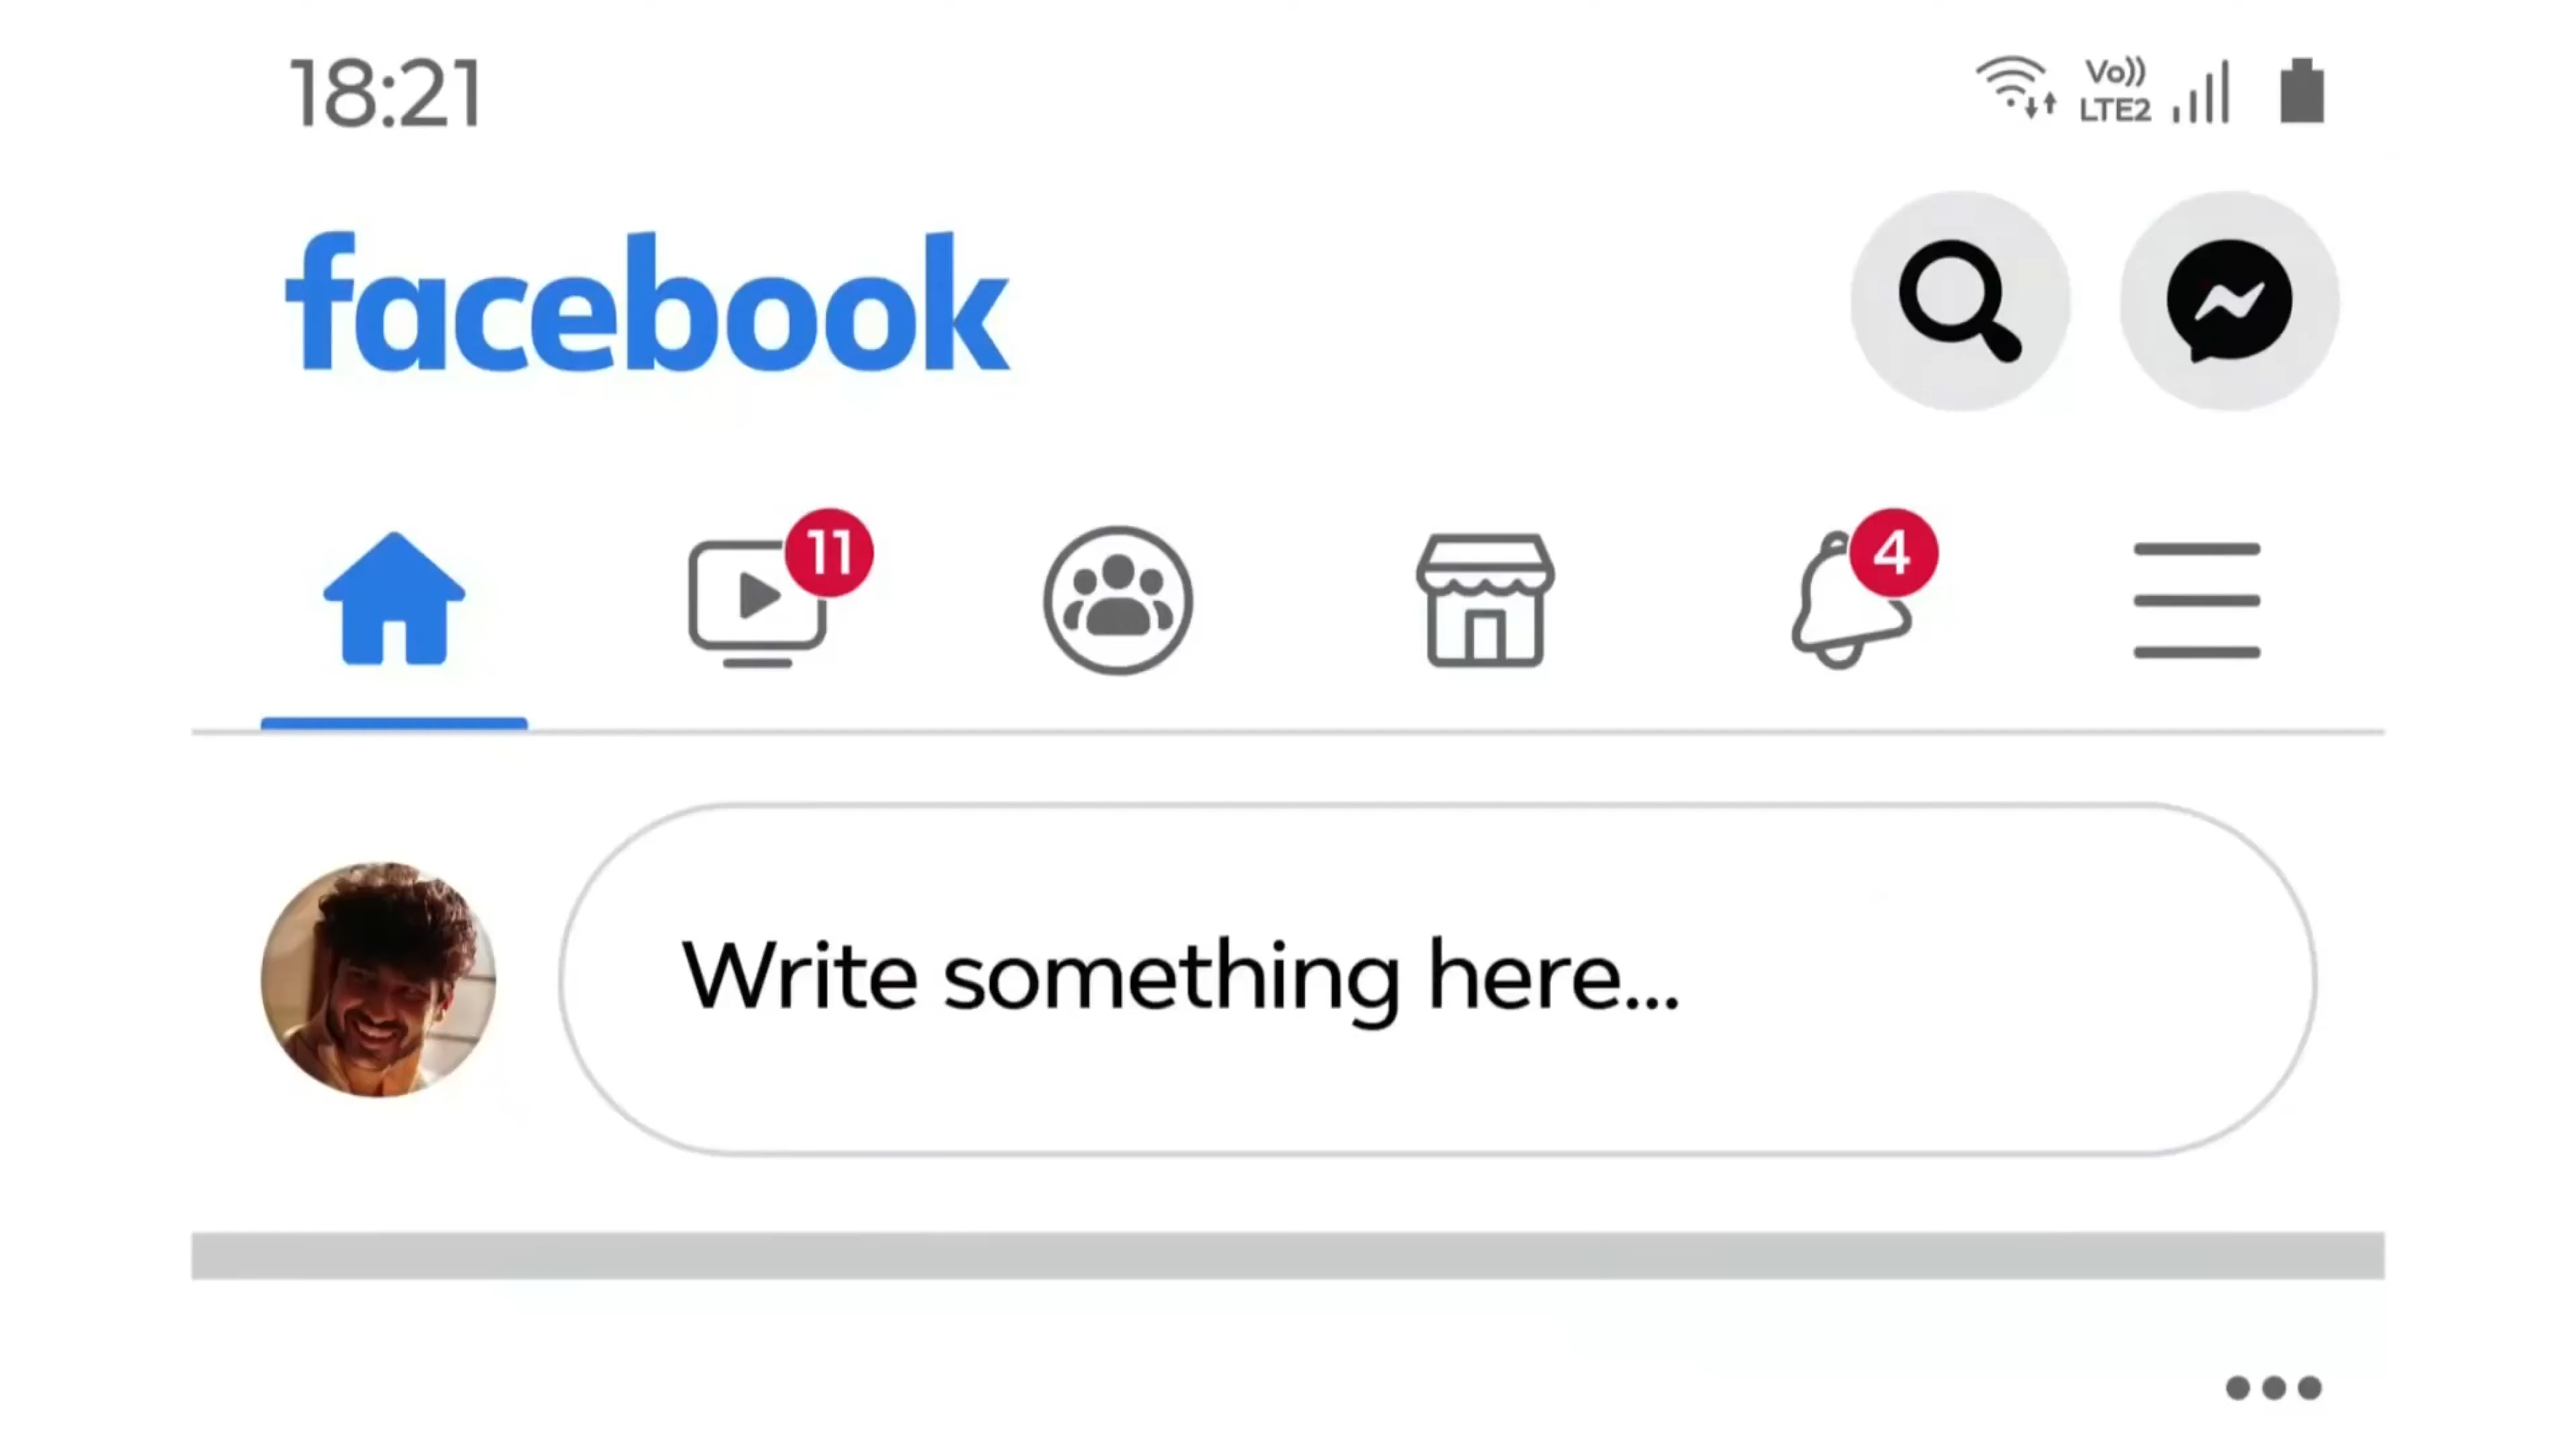 18:21
Vo))
LTE2
facebook
11
4
Write something here...